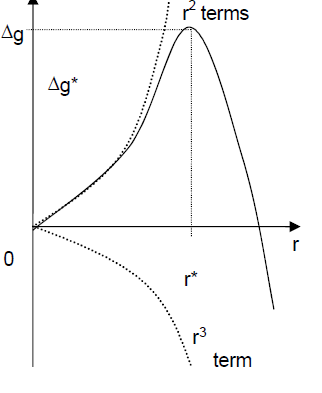 r² terms
Δg
Δg*
r
0
r*
r³
term